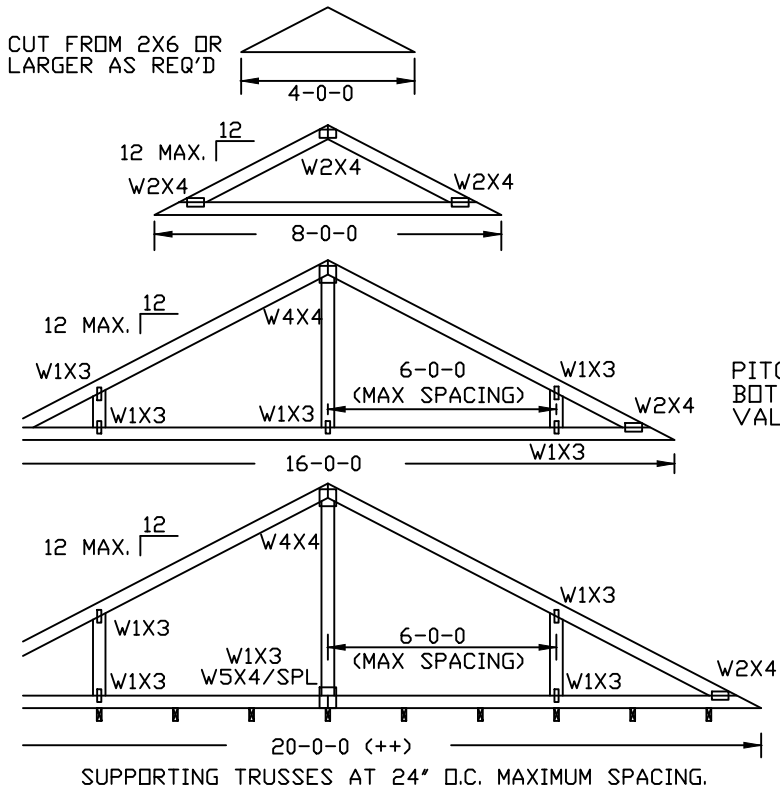 CUT FROM 2X6 OR
LARGER AS REQ'D
4-0-0
12
12 MAX.
W2X4
W2X4
W2X4
8-0-0
12
12 MAX.
W4X4
W1X3
6-0-0
(MAX SPACING)
W1X3
W1X3
W1X3
W2X4
W1X3
16-0-0
PITC
BOT
VAL
12
12 MAX.
W4X4
W1X3
6-0-0
(MAX SPACING)
W1X3
W1X3
W5X4/SPL
W1X3
W1X3
W2X4
20-0-0 (++)
SUPPORTING TRUSSES AT 24" O.C. MAXIMUM SPACING.